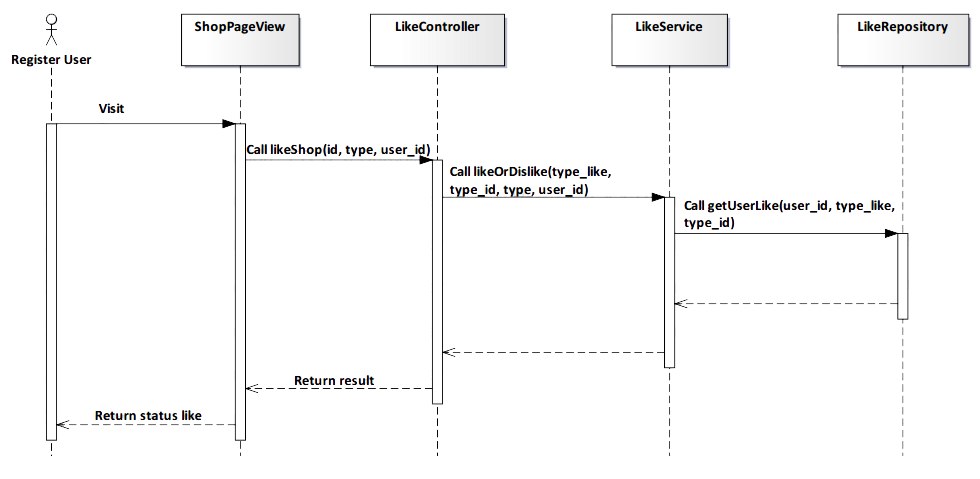 ShopPageView
LikeController
LikeService
LikeRepository
Register User
Visit
Call likeShop(id, type, user_id)
Call likeOrDislike(type_like,
type_id, type, user_id)
Call getUserLike(user_id, type_like,
type_id)
Return result
Return status like